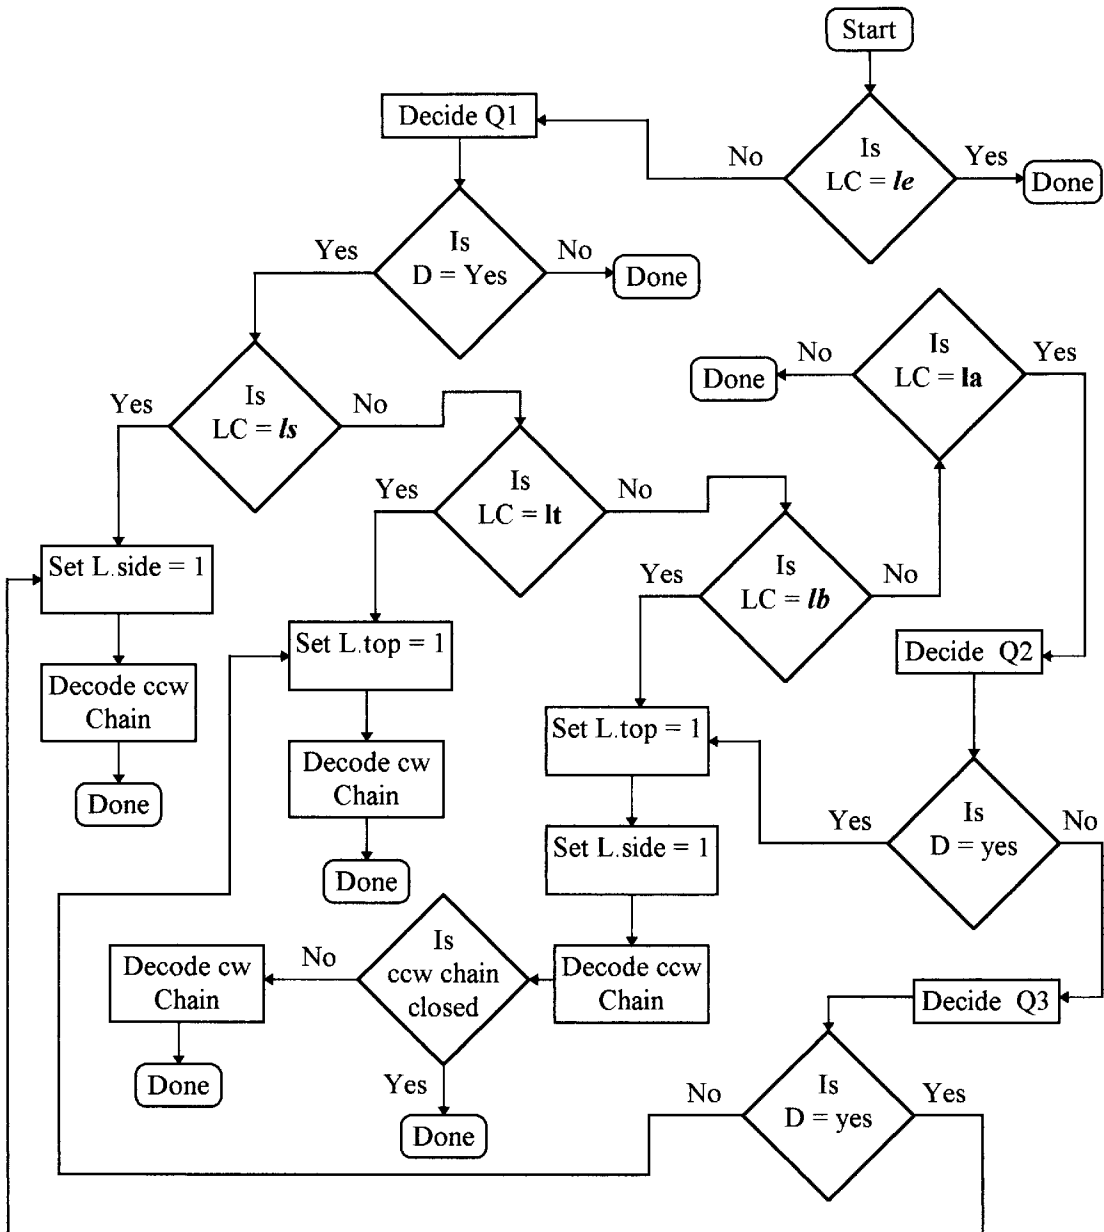 Start
Decide Q1
Is
LC = le
No
Yes
Done
Yes
Is
D = Yes
No
Done
Is
LC = la
No
Yes
Done
Yes
Is
LC = ls
No
Yes
Is
LC = lt
No
Set L.side = 1
Yes
Is
LC = lb
No
Set L.top = 1
Decide Q2
Decode ccw
Chain
Set L.top = 1
Decode cw
Chain
Done
Yes
Is
D = yes
No
Set L.side = 1
Done
Decode cw
Chain
No
Is
ccw chain
closed
Decode ccw
Chain
Decide Q3
Done
Yes
Done
No
Is
D = yes
Yes